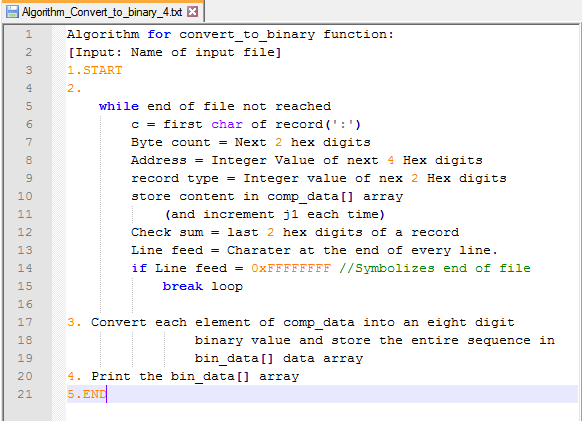 Algorithm_Convert_to_binary_4.txt
1 Algorithm for convert_to_binary function:
2 [Input: Name of input file]
3 1.START
4 2.
5 while end of file not reached
6 c = first char of record(':')
7 Byte count = Next 2 hex digits
8 Address = Integer Value of next 4 Hex digits
9 record type = Integer value of nex 2 Hex digits
10 store content in comp_data[] array
11 (and increment j1 each time)
12 Check sum = last 2 hex digits of a record
13 Line feed = Charater at the end of every line.
14 if Line feed = 0xFFFFFFFF //Symbolizes end of file
15 break loop
16
17 3. Convert each element of comp_data into an eight digit
18 binary value and store the entire sequence in
19 bin_data[] data array
20 4. Print the bin_data[] array
21 5.END